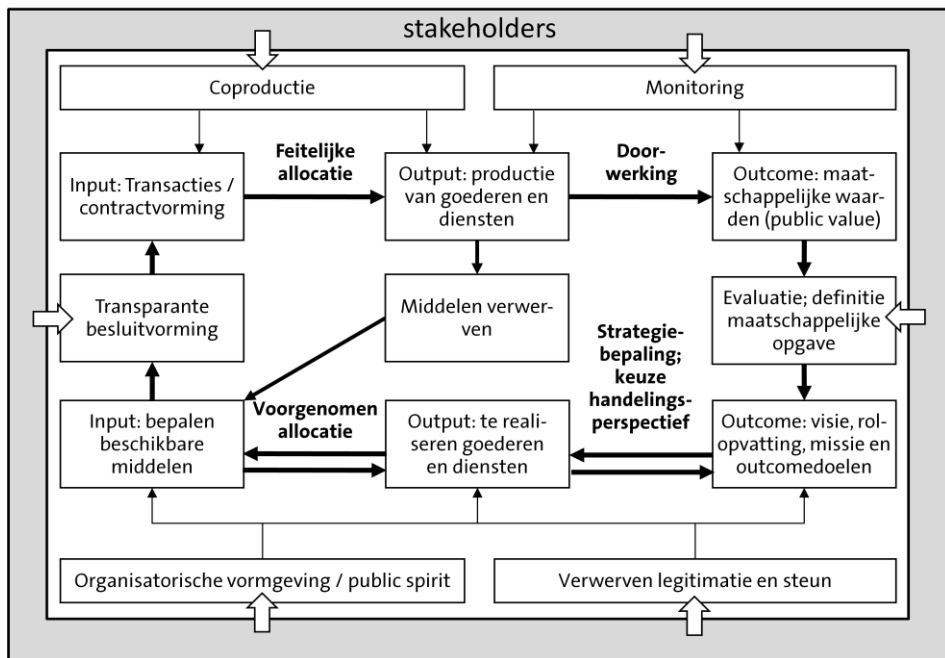 stakeholders
Coproductie
Monitoring
Feitelijke
allocatie
Door-
werking
Input: Transacties /
contractvorming
Output: productie
van goederen en
diensten
Outcome: maat-
schappelijke waar-
den (public value)
Transparante
besluitvorming
Middelen verwer-
ven
Evaluatie; definitie
maatschappelijke
opgave
Strategie-
bepaling;
keuze
handelings-
perspectief
Voorgenomen
allocatie
Input: bepalen
beschikbare
middelen
Output: te reali-
seren goederen
en diensten
Outcome: visie, rol-
opvatting, missie en
outcomedoelen
Organisatorische vormgeving / public spirit
Verwerven legitimatie en steun